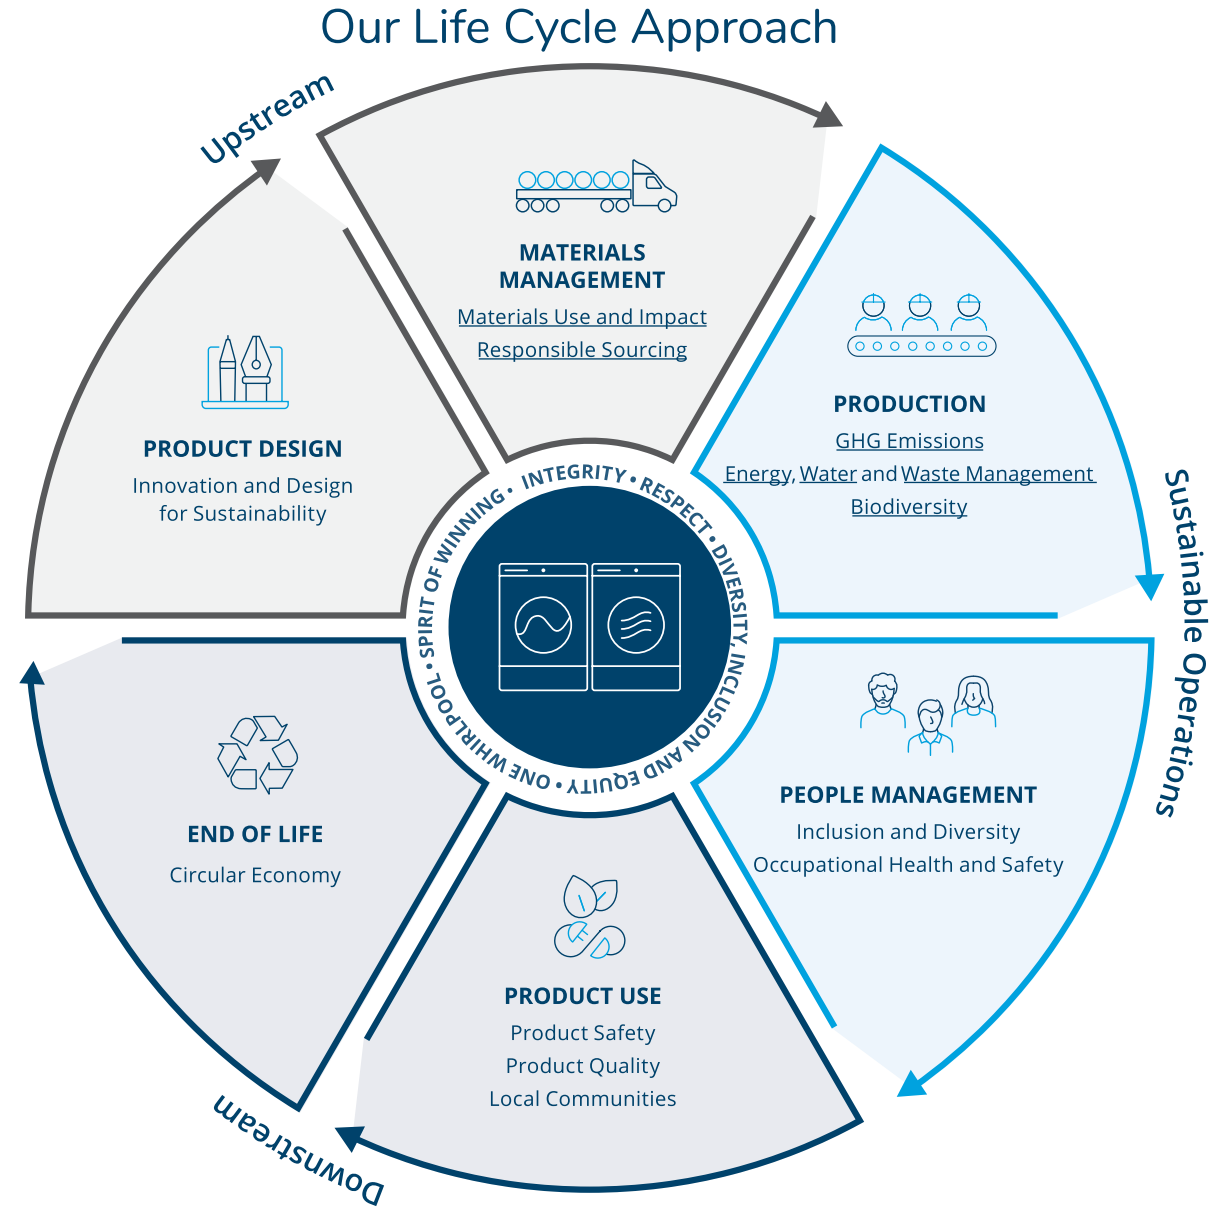 Our Life Cycle Approach
Upstream
MATERIALS
MANAGEMENT
Materials Use and Impact
Responsible Sourcing
PRODUCTION
GHG Emissions
Energy, Water and Waste Management
Biodiversity
Sustainable Operations
PEOPLE MANAGEMENT
Inclusion and Diversity
Occupational Health and Safety
PRODUCT USE
Product Safety
Product Quality
Local Communities
Downstream
END OF LIFE
Circular Economy
PRODUCT DESIGN
Innovation and Design
for Sustainability
INTEGRITY • RESPECT • DIVERSITY, INCLUSION AND EQUITY • ONE WHIRLPOOL • SPIRIT OF WINNING •